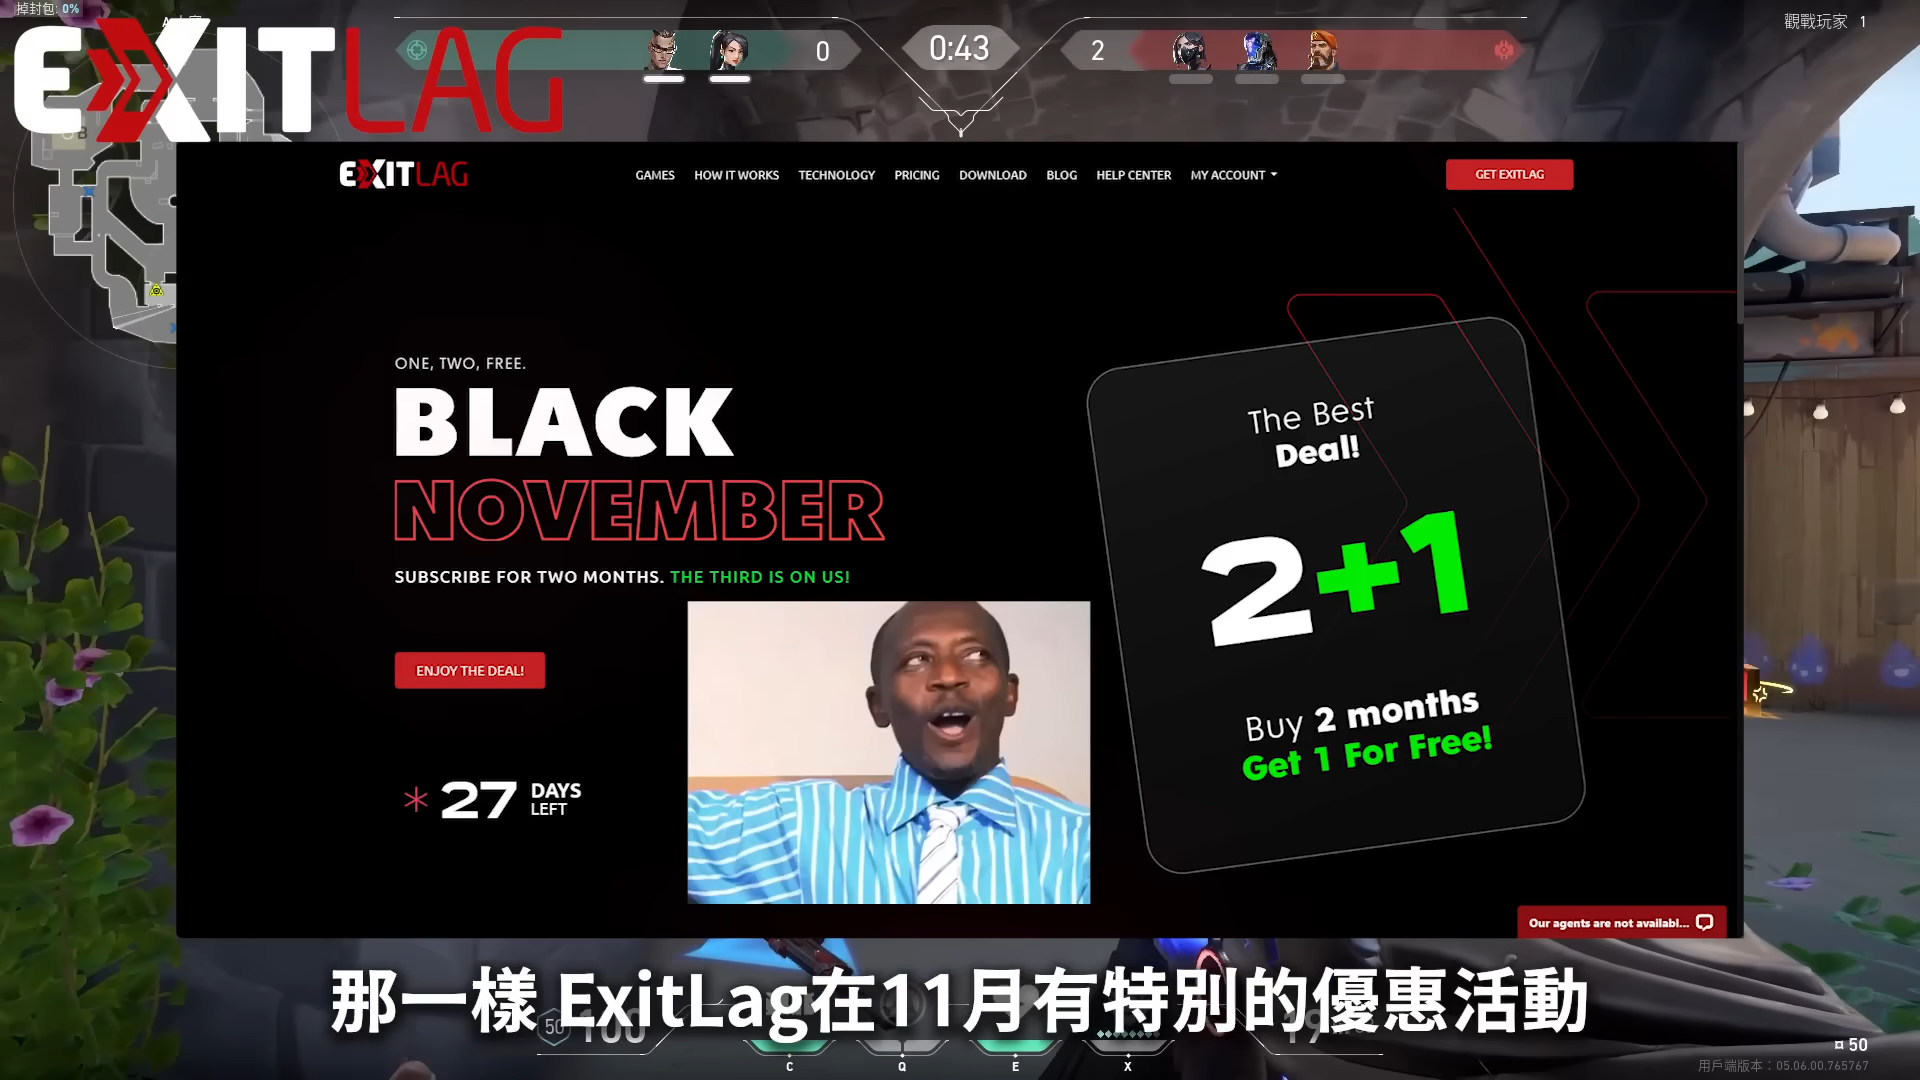 掉封包: 0%
EXITLAG
0
0:43
2
觀戰玩家 1
B
EXITLAG
GAMES
HOW IT WORKS
TECHNOLOGY
PRICING
DOWNLOAD
BLOG
HELP CENTER
MY ACCOUNT
GET EXITLAG
ONE, TWO, FREE.
BLACK
NOVEMBER
SUBSCRIBE FOR TWO MONTHS. THE THIRD IS ON US!
ENJOY THE DEAL!
* 27 DAYS
LEFT
The Best
Deal!
2+1
Buy 2 months
Get 1 For Free!
Our agents are not availabl...
那一樣 ExitLag在11月有特別的優惠活動
50
100
19
C
Q
E
X
¤ 50
用戶端版本：05.06.00.765767